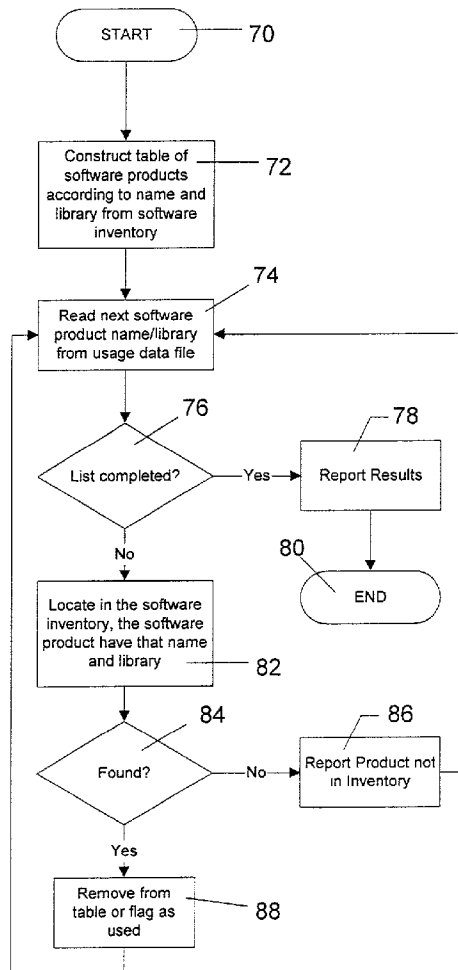 START
70
Construct table of
software products
according to name and
library from software
inventory
72
74
Read next software
product name/library
from usage data file
76
List completed?
Yes
78
Report Results
No
80
END
Locate in the software
inventory, the software
product have that name
and library
82
84
Found?
No
86
Report Product not
in Inventory
Yes
Remove from
table or flag as
used
88